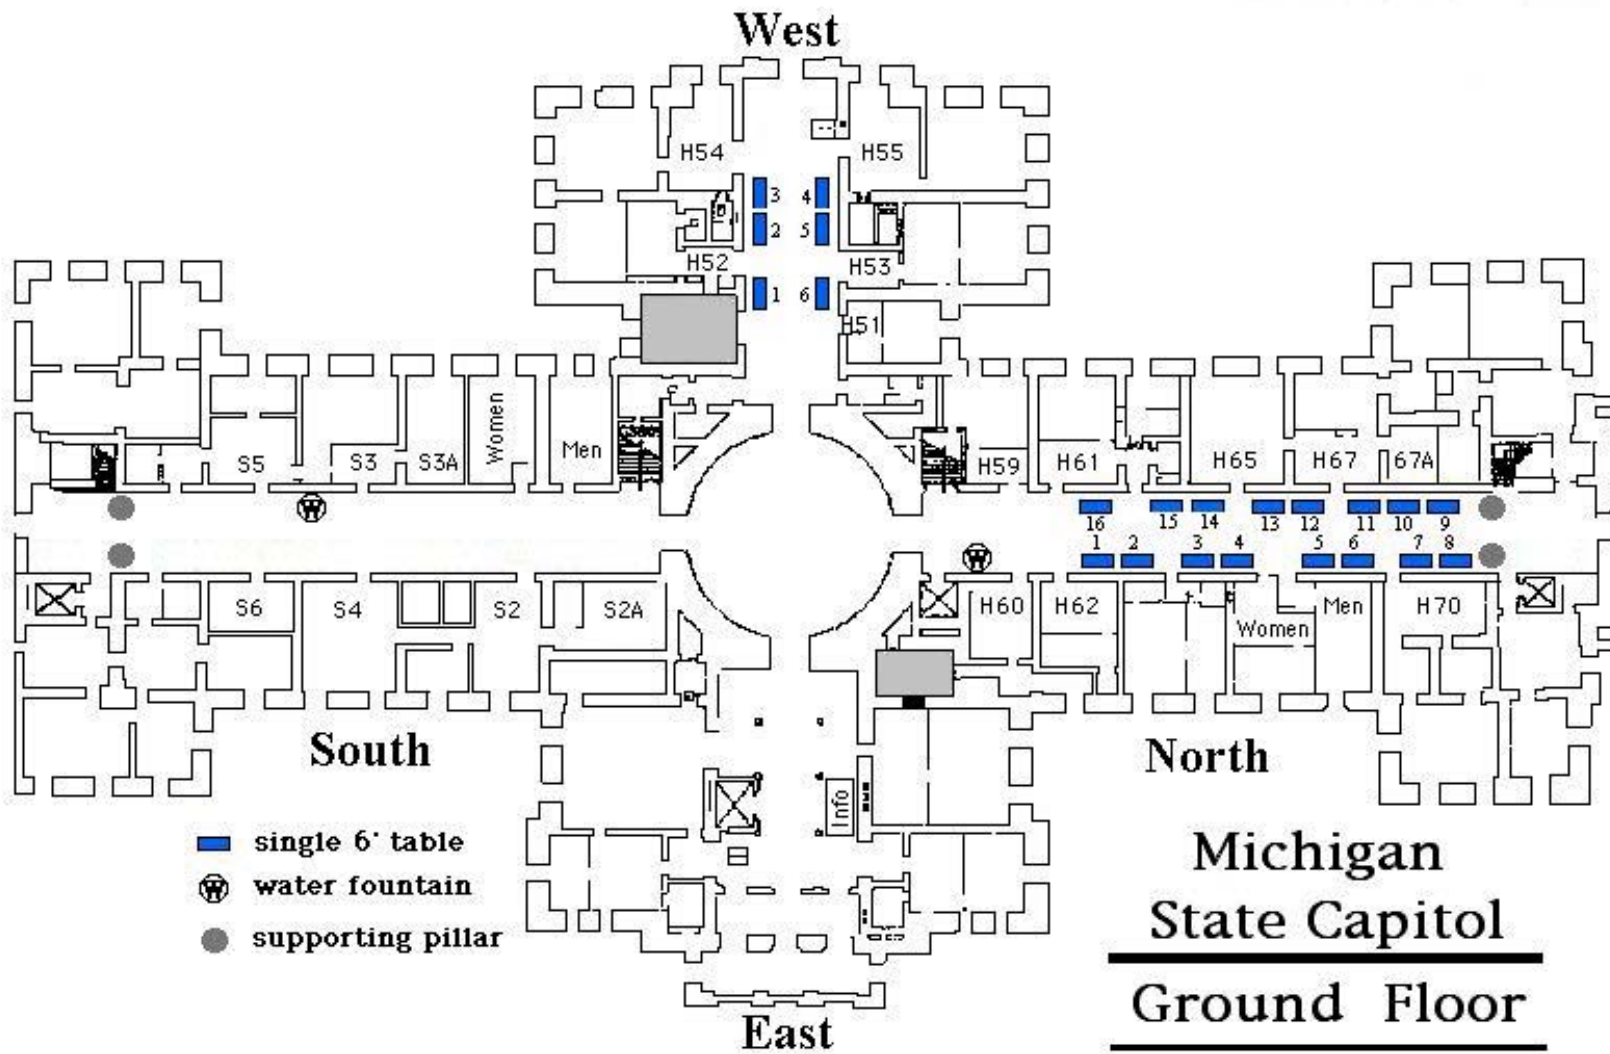 West
H54
H55
3 4
2 5
H52
H53
1 6
H51
S5
S3
S3A
Women
Men
H59
H61
H65
H67
67A
W
16 15 14 13 12 11 10 9
1 2 3 4 5 6 7 8
W
S6
S4
S2
S2A
H60
H62
Women
Men
H70
South
North
Info
single 6' table
W water fountain
supporting pillar
Michigan
State Capitol
Ground Floor
East